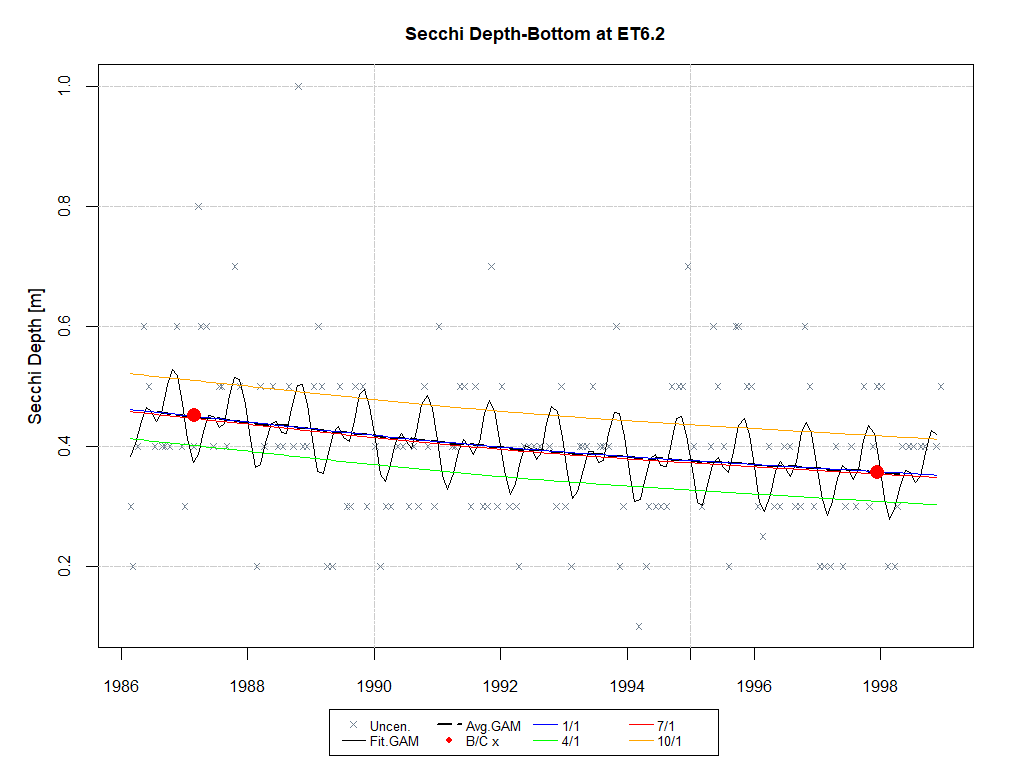 Secchi Depth-Bottom at ET6.2
Secchi Depth [m]
1.0
0.8
0.6
0.4
0.2
1986 1988 1990 1992 1994 1996 1998
Uncen. Avg.GAM 1/1 7/1
Fit.GAM B/C x 4/1 10/1